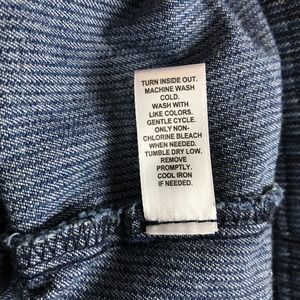 TURN INSIDE OUT.
MACHINE WASH
COLD.
WASH WITH
LIKE COLORS.
GENTLE CYCLE.
ONLY NON-
CHLORINE BLEACH
WHEN NEEDED.
TUMBLE DRY LOW.
REMOVE
PROMPTLY.
COOL IRON
IF NEEDED.